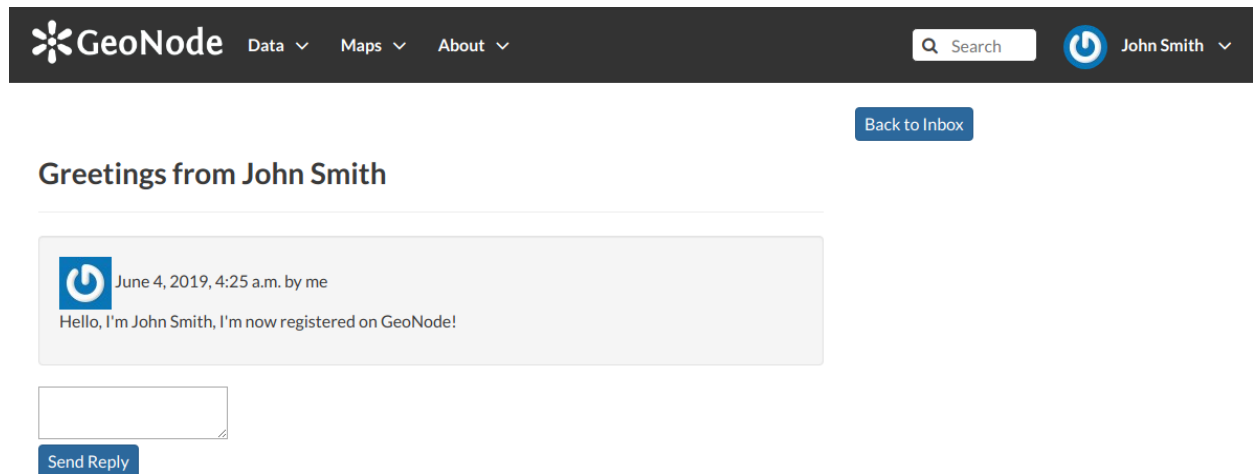 GeoNode Data Maps About Search John Smith
Back to Inbox
Greetings from John Smith
June 4, 2019, 4:25 a.m. by me
Hello, I'm John Smith, I'm now registered on GeoNode!
Send Reply